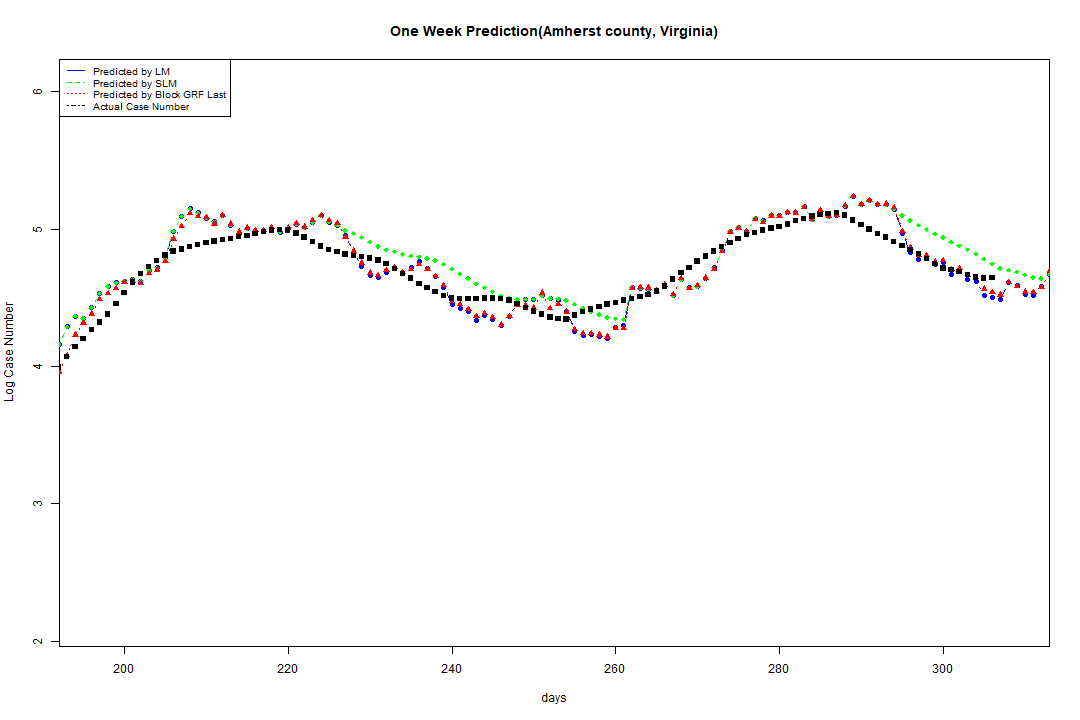 One Week Prediction(Amherst county, Virginia)
Predicted by LM
Predicted by SLM
Predicted by Block GRF Last
Actual Case Number
6
5
4
3
2
Log Case Number
200 220 240 260 280 300
days